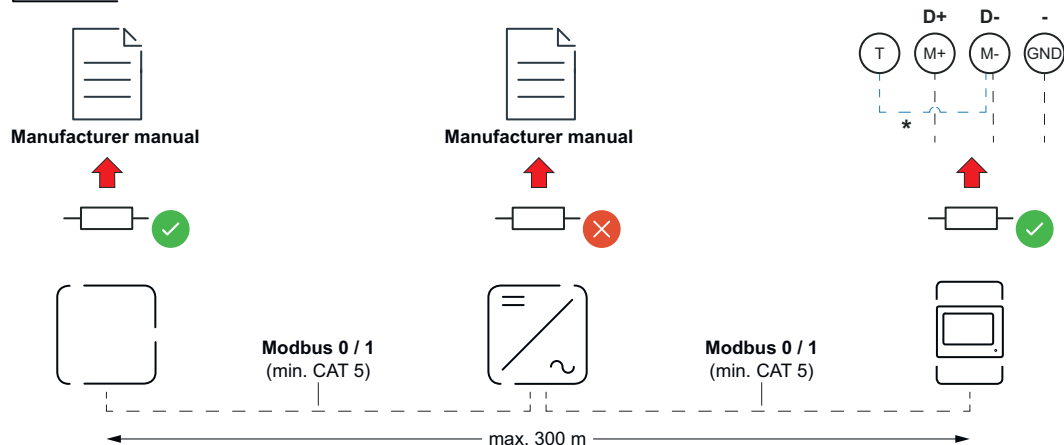 D+ D- -
T M+ M- GND
*
Manufacturer manual
Manufacturer manual
Modbus 0 / 1
(min. CAT 5)
Modbus 0 / 1
(min. CAT 5)
max. 300 m